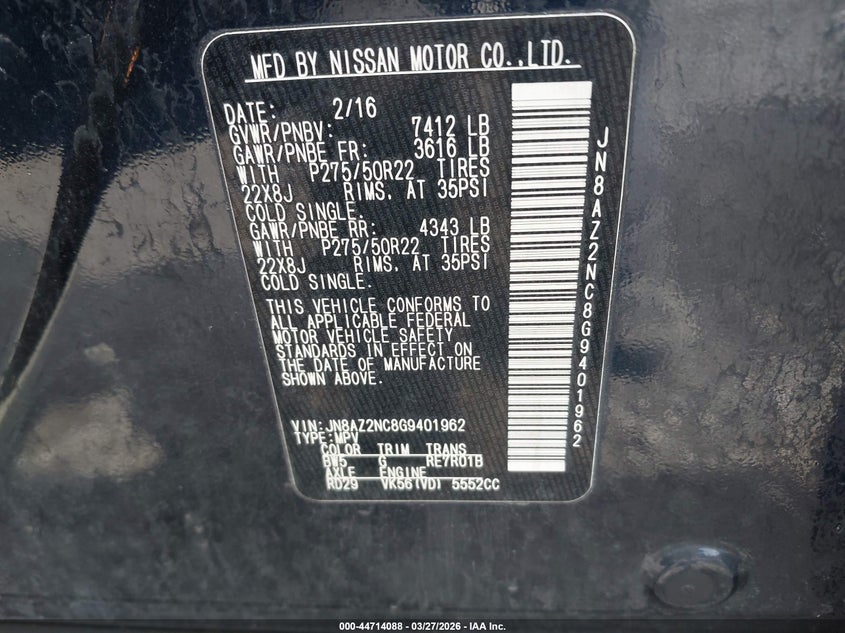 MFD BY NISSAN MOTOR CO.,LTD.
DATE: 2/16
GVWR/PNBV: 7412 LB
GAWR/PNBE FR: 3616 LB
WITH P275/50R22 TIRES
22X8J RIMS, AT 35PSI
COLD SINGLE.
GAWR/PNBE RR: 4343 LB
WITH P275/50R22 TIRES
22X8J RIMS, AT 35PSI
COLD SINGLE.
THIS VEHICLE CONFORMS TO
ALL APPLICABLE FEDERAL
MOTOR VEHICLE SAFETY
STANDARDS IN EFFECT ON
THE DATE OF MANUFACTURE
SHOWN ABOVE.
VIN:JN8AZ2NC8G9401962
TYPE:MPV
COLOR TRIM TRANS
BW5 G RE7R01B
AXLE ENGINE
RD29 VK56(VD) 5552CC
JN8AZ2NC8G9401962
000-44714088 — 03/27/2026 — IAA Inc.